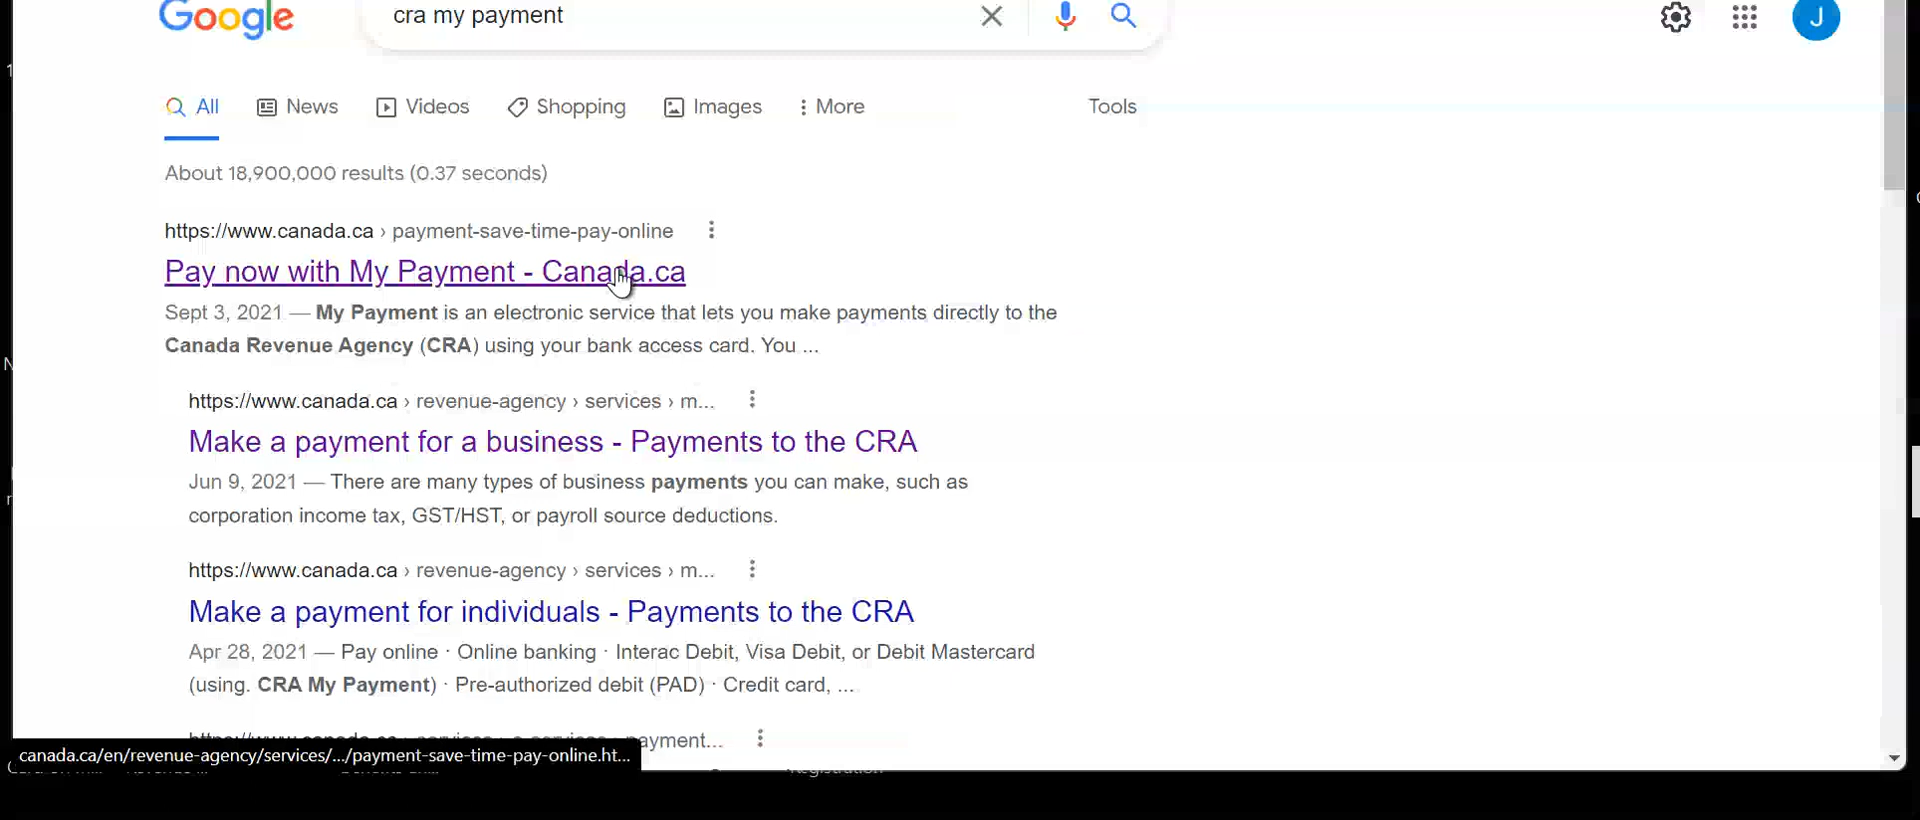 Google
cra my payment
J
All
News
Videos
Shopping
Images
More
Tools
About 18,900,000 results (0.37 seconds)
https://www.canada.ca › payment-save-time-pay-online
Pay now with My Payment - Canada.ca
Sept 3, 2021 — My Payment is an electronic service that lets you make payments directly to the
Canada Revenue Agency (CRA) using your bank access card. You ...
https://www.canada.ca › revenue-agency › services › m...
Make a payment for a business - Payments to the CRA
Jun 9, 2021 — There are many types of business payments you can make, such as
corporation income tax, GST/HST, or payroll source deductions.
https://www.canada.ca › revenue-agency › services › m...
Make a payment for individuals - Payments to the CRA
Apr 28, 2021 — Pay online · Online banking · Interac Debit, Visa Debit, or Debit Mastercard
(using. CRA My Payment) · Pre-authorized debit (PAD) · Credit card, ...
canada.ca/en/revenue-agency/services/.../payment-save-time-pay-online.ht...